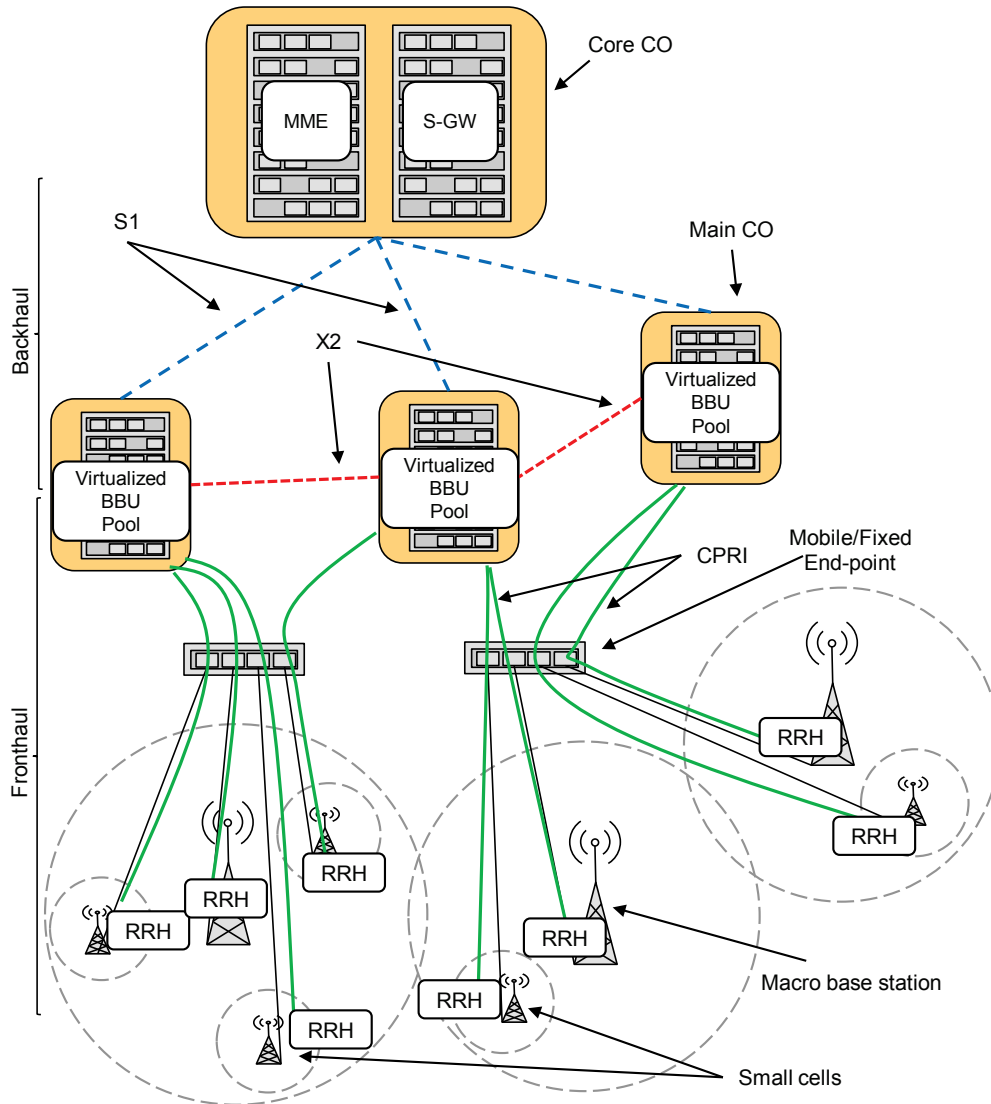 Core CO
MME
S-GW
S1
Main CO
Backhaul
X2
Virtualized
BBU
Pool
Virtualized
BBU
Pool
Virtualized
BBU
Pool
Mobile/Fixed
End-point
CPRI
Fronthaul
RRH
RRH
RRH
RRH
RRH
RRH
RRH
RRH
Macro base station
Small cells